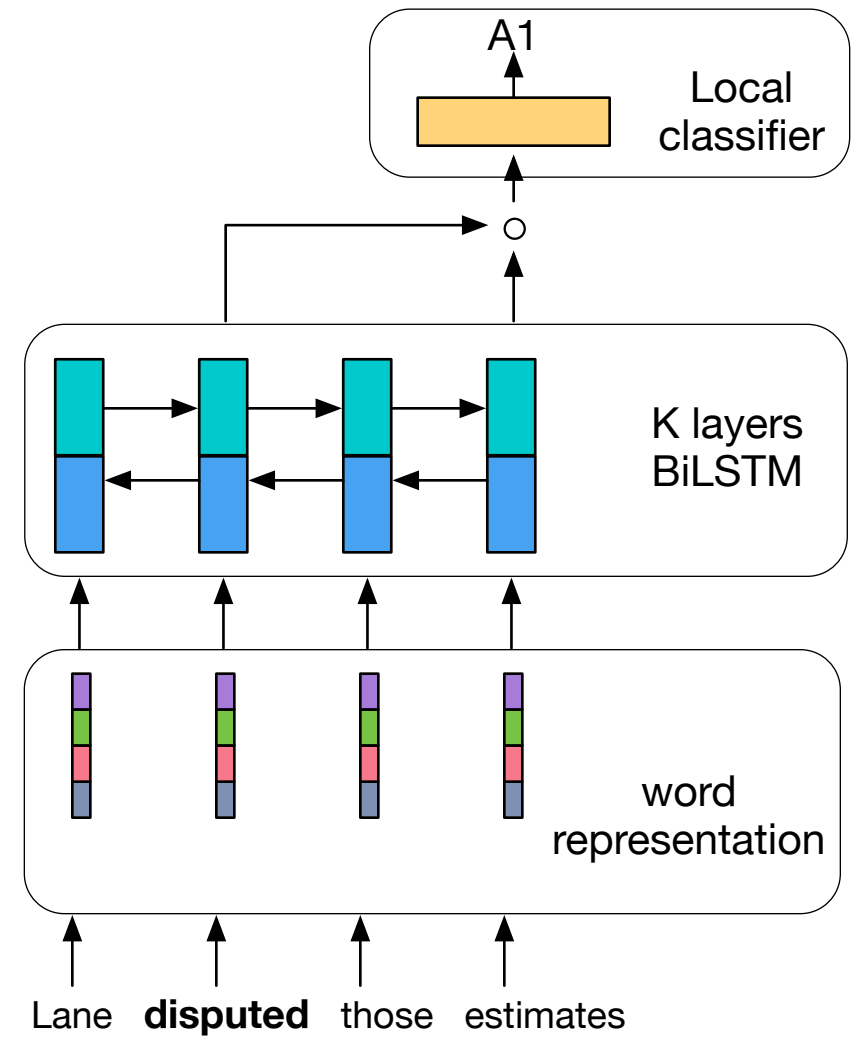 A1
Local
classifier
K layers
BiLSTM
word
representation
Lane disputed those estimates